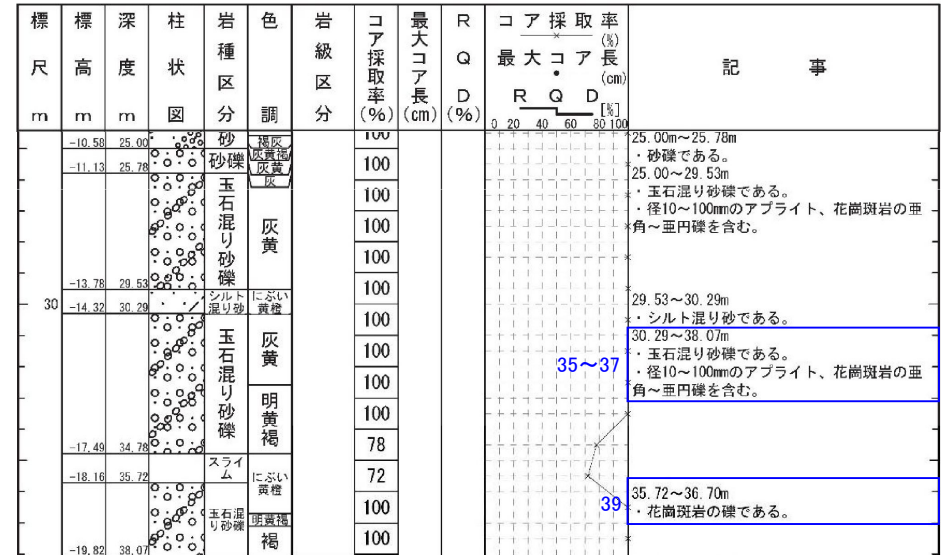 標尺m
標高m
深度m
柱状図
岩種区分
色調
岩級区分
コア採取率(%)
最大コア長(cm)
RQD(%)
コア採取率(%)
最大コア長(cm)
RQD[%]
0 20 40 60 80 100
記事
-10.58 25.00 砂 褐灰 100
-11.13 25.78 砂礫 灰黄褐 灰黄 100
灰
玉石混り砂礫 灰黄
100
100
100
100
-13.78 29.53
30 -14.32 30.29 シルト混り砂 にぶい黄橙
玉石混り砂礫 灰黄
100
100
100
明黄褐
100
-17.49 34.78 78
-18.16 35.72 スライム にぶい黄橙 72
玉石混り砂礫 明黄褐 100
-19.82 38.07 褐 100
25.00m~25.78m
・砂礫である。
25.00~29.53m
・玉石混り砂礫である。
・径10~100mmのアプライト、花崗斑岩の亜
角~亜円礫を含む。
29.53~30.29m
・シルト混り砂である。
35~37
30.29~38.07m
・玉石混り砂礫である。
・径10~100mmのアプライト、花崗斑岩の亜
角~亜円礫を含む。
39
35.72~36.70m
・花崗斑岩の礫である。